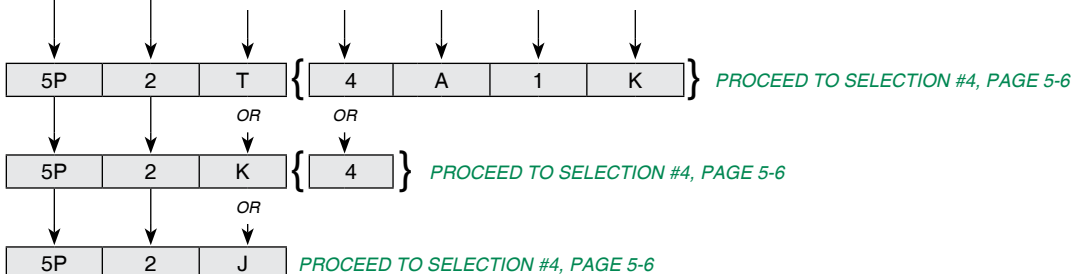 5P 2 T { 4 A 1 K } PROCEED TO SELECTION #4, PAGE 5-6
OR OR
5P 2 K { 4 } PROCEED TO SELECTION #4, PAGE 5-6
OR
5P 2 J PROCEED TO SELECTION #4, PAGE 5-6